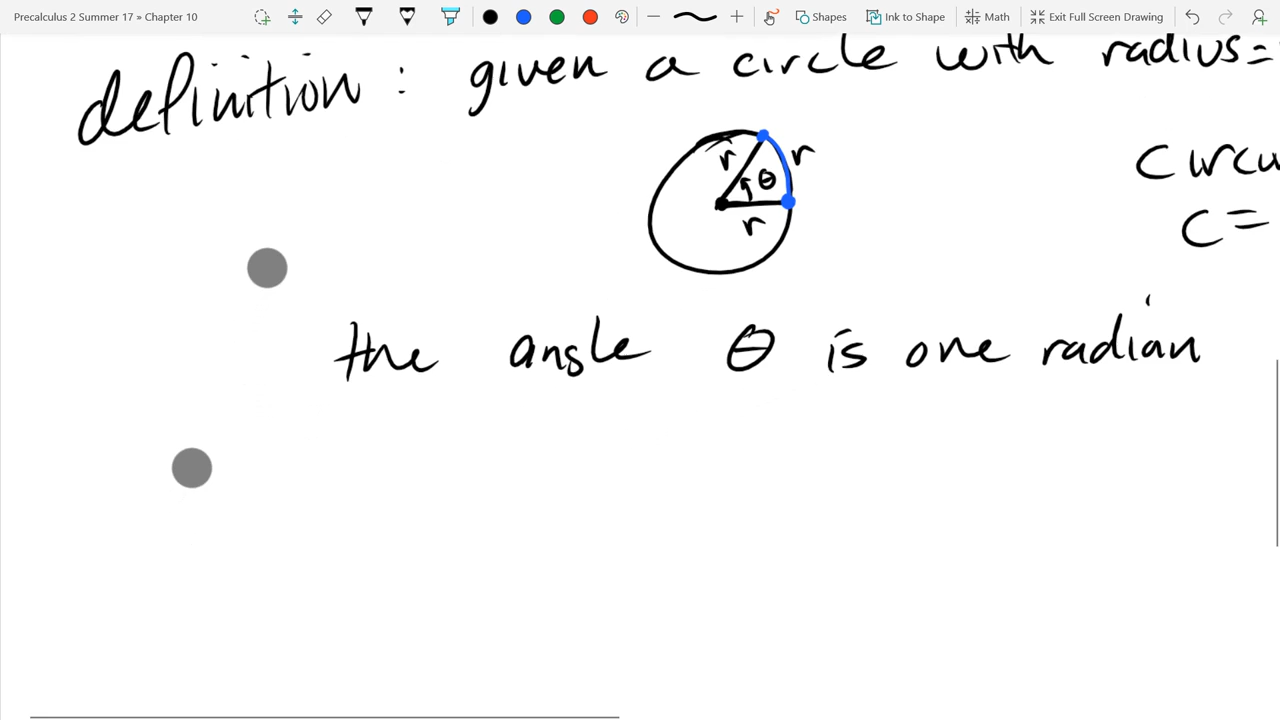 Precalculus 2 Summer 17 » Chapter 10
Shapes
Ink to Shape
Math
Exit Full Screen Drawing
definition : given a circle with radius=
r r
θ
r
C=
the angle θ is one radian